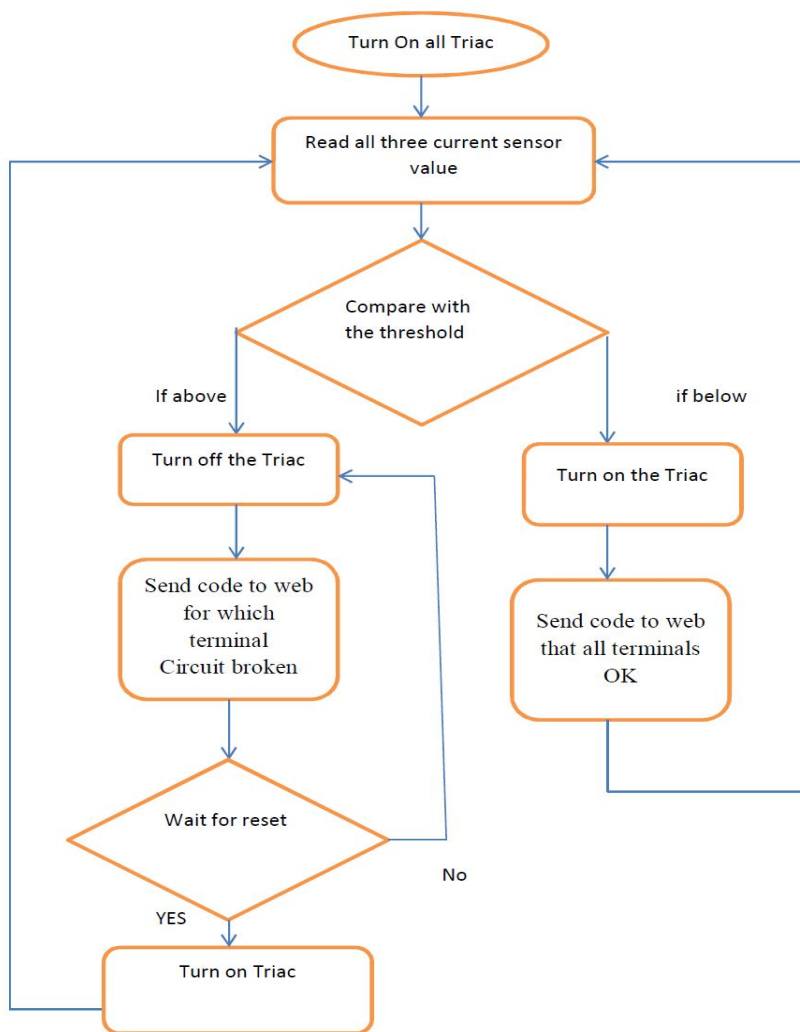 Turn On all Triac
Read all three current sensor
value
Compare with
the threshold
If above
if below
Turn off the Triac
Turn on the Triac
Send code to web
for which
terminal
Circuit broken
Send code to web
that all terminals
OK
Wait for reset
No
YES
Turn on Triac